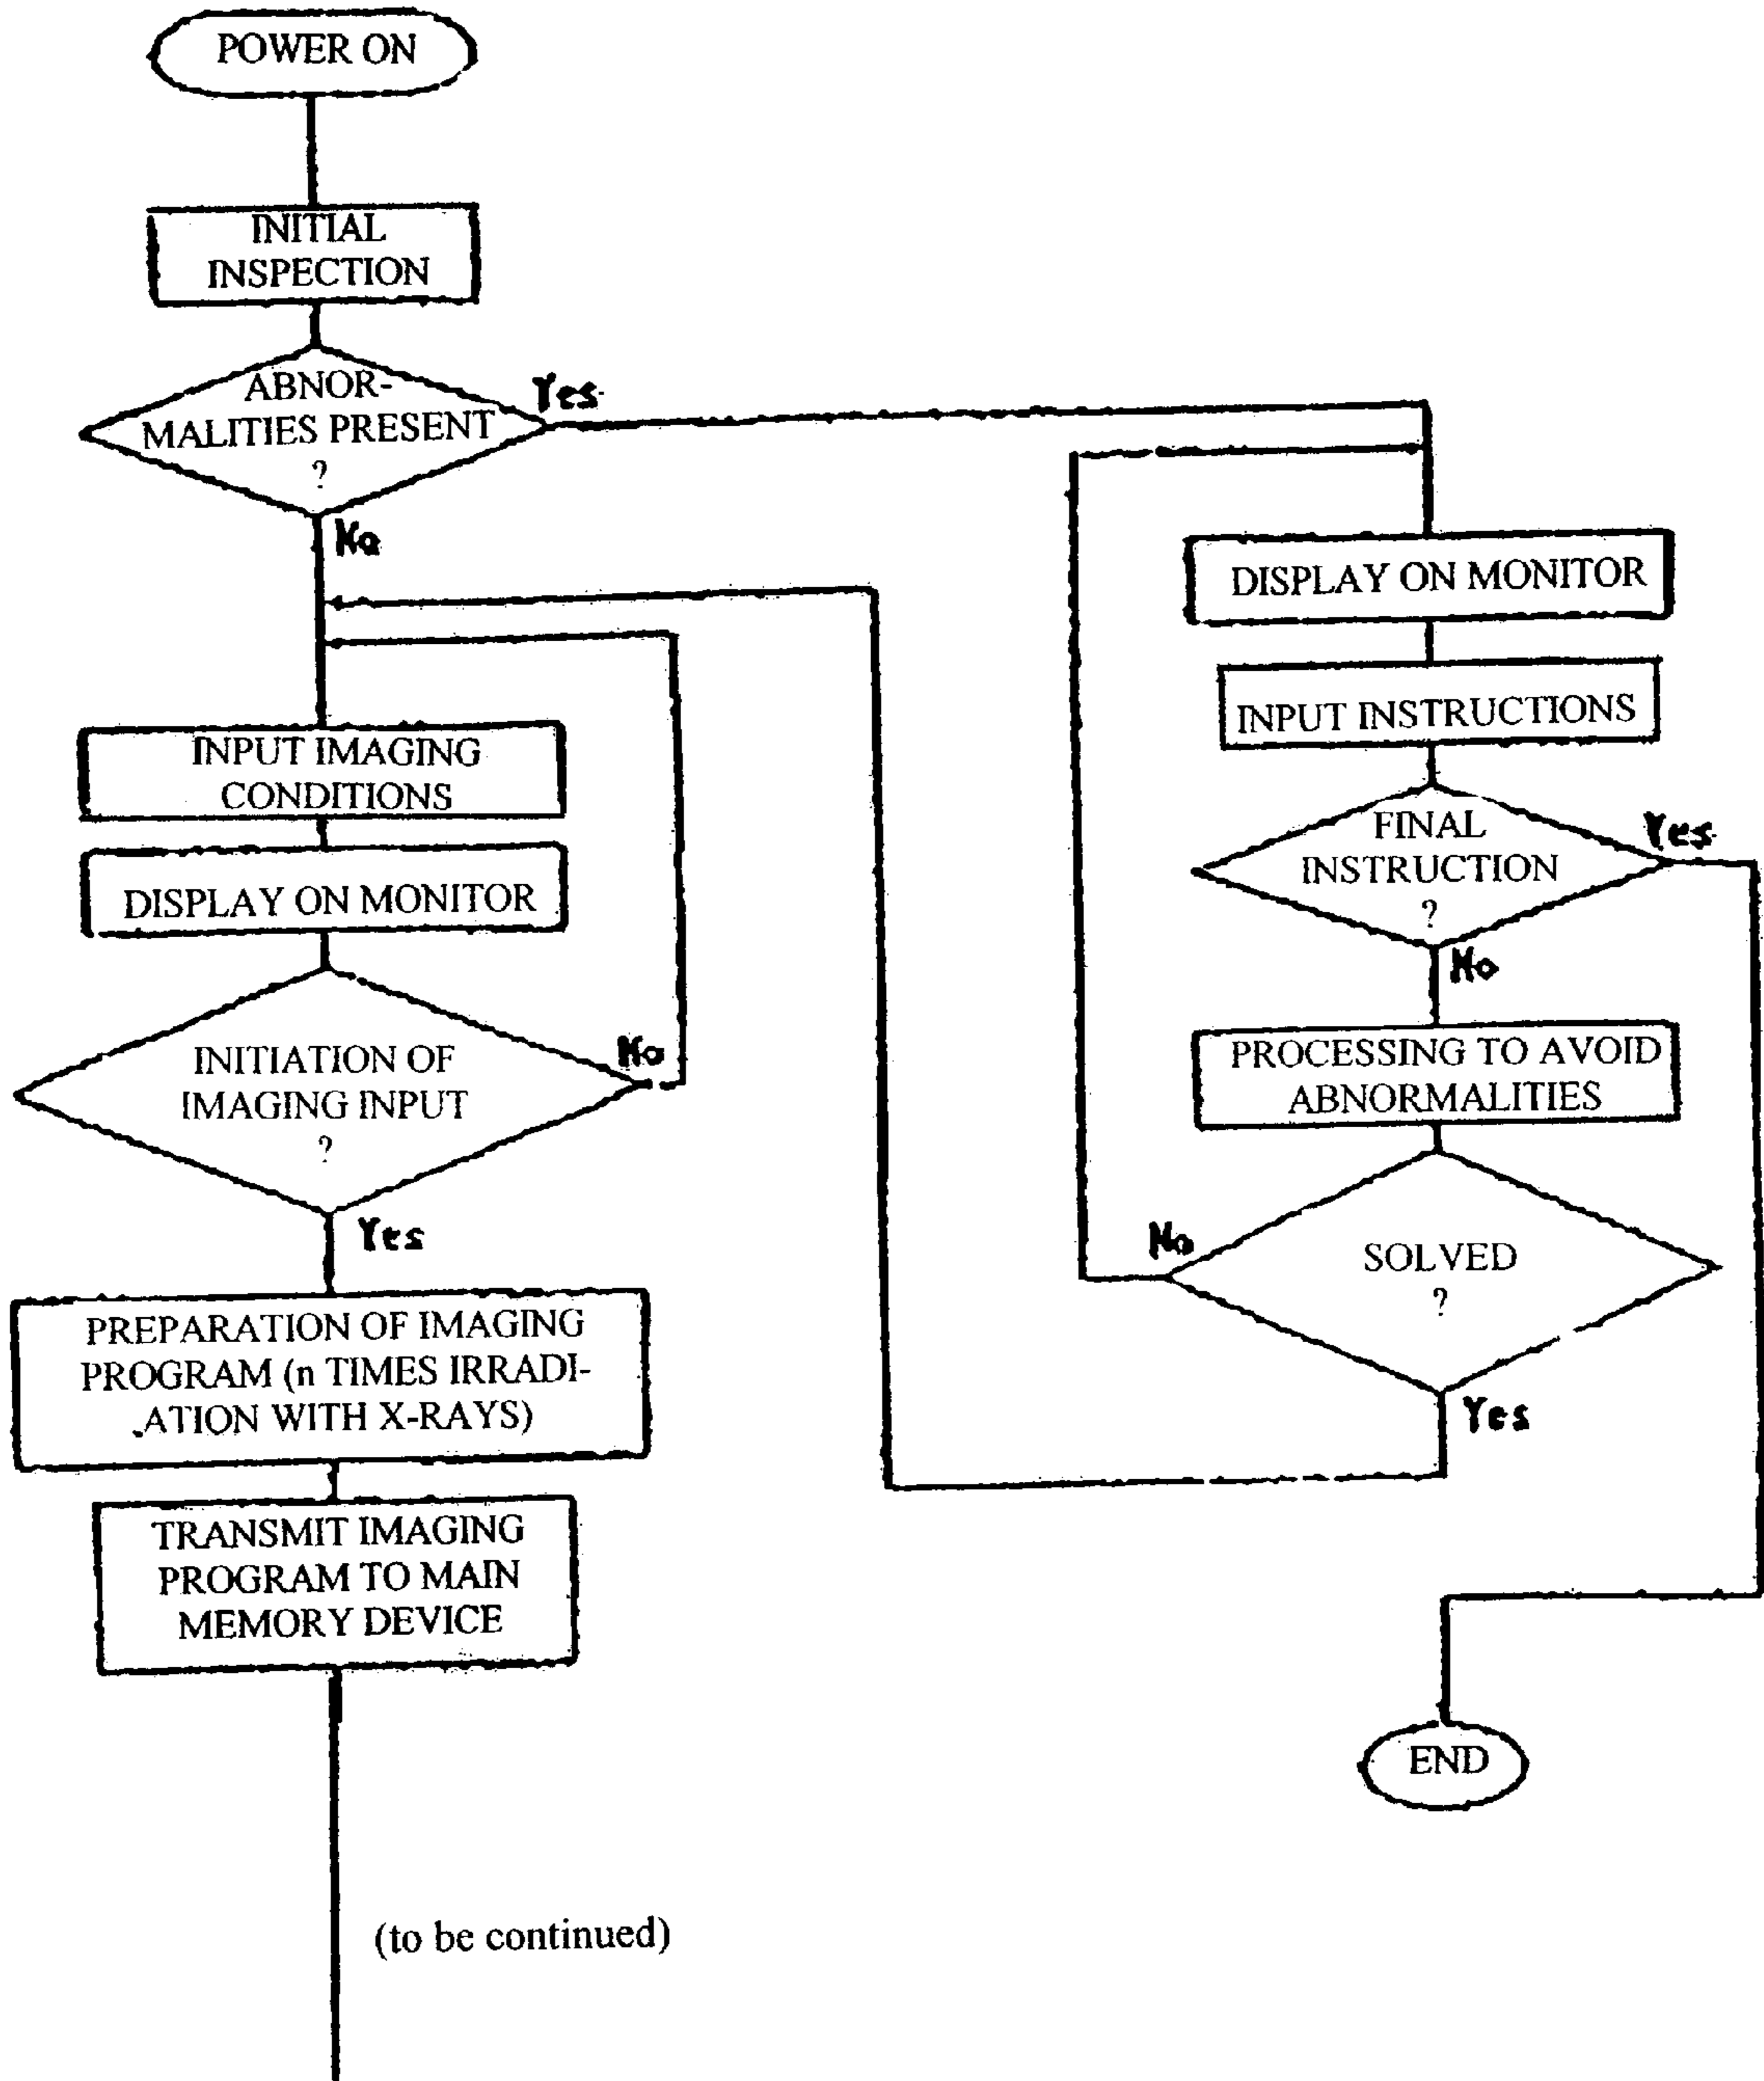 POWER ON
INITIAL
INSPECTION
ABNOR-
MALITIES PRESENT
?
Yes
No
INPUT IMAGING
CONDITIONS
DISPLAY ON MONITOR
INITIATION OF
IMAGING INPUT
?
No
Yes
PREPARATION OF IMAGING
PROGRAM (n TIMES IRRADI-
ATION WITH X-RAYS)
TRANSMIT IMAGING
PROGRAM TO MAIN
MEMORY DEVICE
(to be continued)
DISPLAY ON MONITOR
INPUT INSTRUCTIONS
FINAL
INSTRUCTION
?
Yes
No
PROCESSING TO AVOID
ABNORMALITIES
SOLVED
?
No
Yes
END